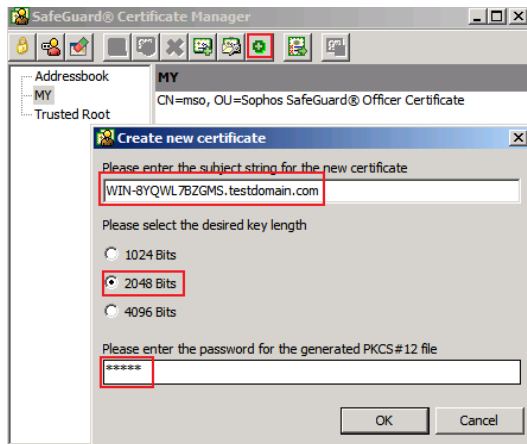 SafeGuard® Certificate Manager
Addressbook
MY
Trusted Root
MY
CN=mso, OU=Sophos SafeGuard® Officer Certificate
Create new certificate
Please enter the subject string for the new certificate
WIN-8YQWL7BZGMS.testdomain.com
Please select the desired key length
1024 Bits
2048 Bits
4096 Bits
Please enter the password for the generated PKCS#12 file
*****
OK
Cancel